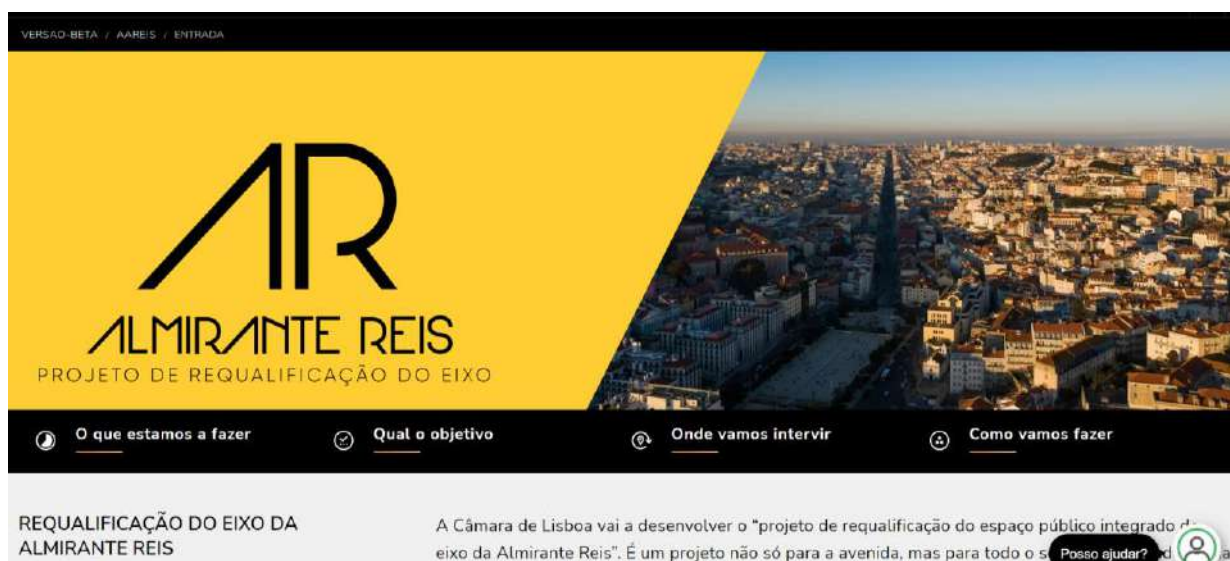 VERSAO-BETA / AAREIS / ENTRADA
AR
ALMIRANTE REIS
PROJETO DE REQUALIFICAÇÃO DO EIXO
O que estamos a fazer
Qual o objetivo
Onde vamos intervir
Como vamos fazer
REQUALIFICAÇÃO DO EIXO DA
ALMIRANTE REIS
A Câmara de Lisboa vai a desenvolver o “projeto de requalificação do espaço público integrado
eixo da Almirante Reis”. É um projeto não só para a avenida, mas para todo o
Posso ajudar?